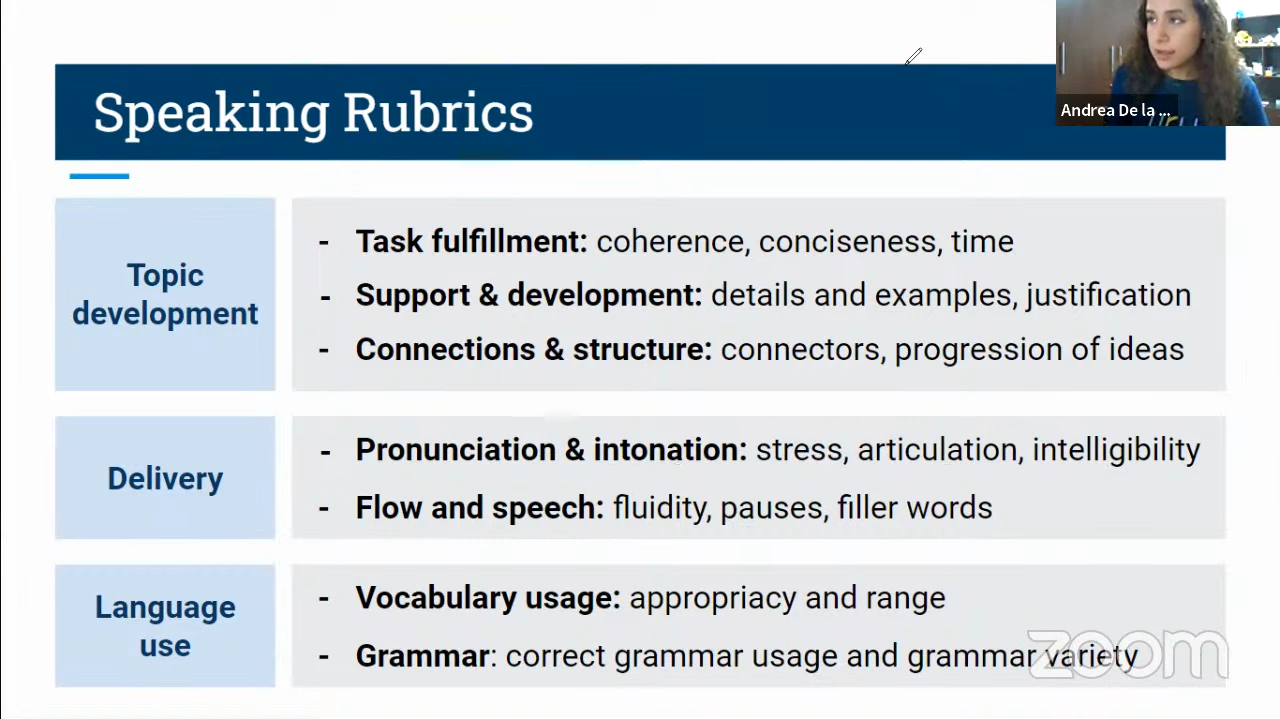 Speaking Rubrics
Andrea De la ...
Topic
development
- Task fulfillment: coherence, conciseness, time
- Support & development: details and examples, justification
- Connections & structure: connectors, progression of ideas
Delivery
- Pronunciation & intonation: stress, articulation, intelligibility
- Flow and speech: fluidity, pauses, filler words
Language
use
- Vocabulary usage: appropriacy and range
- Grammar: correct grammar usage and grammar variety
zoom